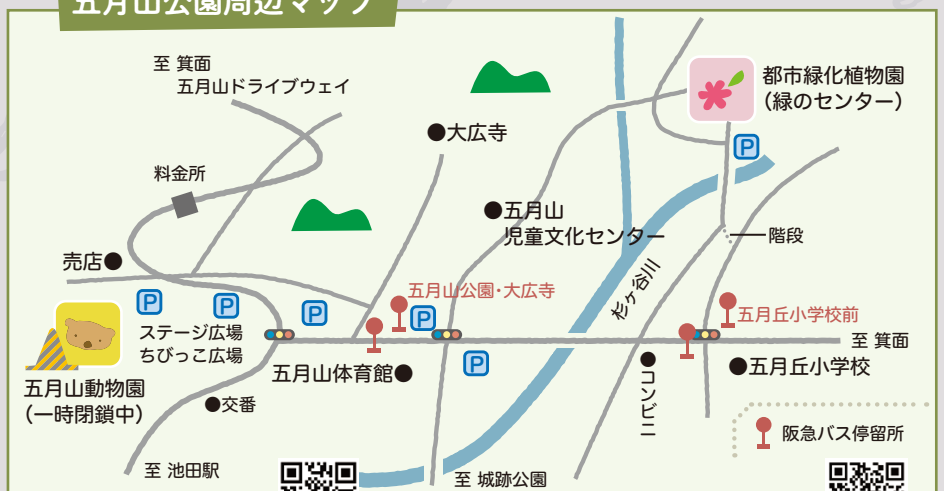 五月山公園周辺マップ
至 箕面
五月山ドライブウェイ
都市緑化植物園
(緑のセンター)
P
●大広寺
料金所
●五月山
児童文化センター
階段
売店●
杉ヶ谷川
P
P
P
P
五月山公園・大広寺
五月丘小学校前
ステージ広場
ちびっこ広場
至 箕面
P
五月山動物園
(一時閉鎖中)
五月山体育館●
●コンビニ
●五月丘小学校
●交番
阪急バス停留所
至 池田駅
至 城跡公園